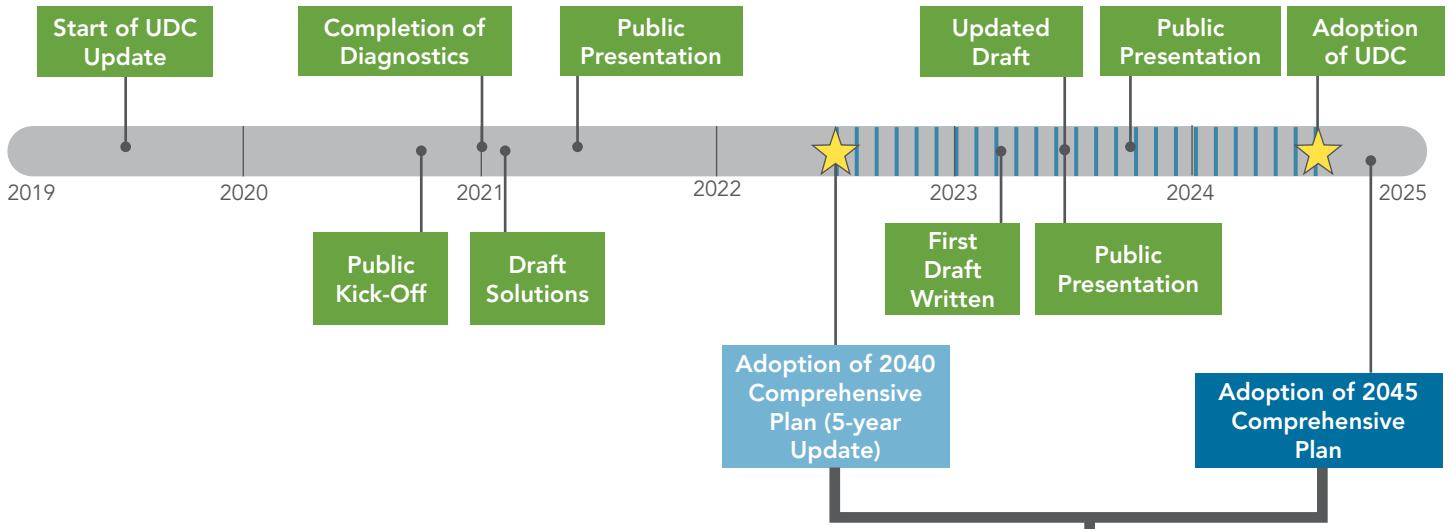 Start of UDC
Update
Completion of
Diagnostics
Public
Presentation
Updated
Draft
Public
Presentation
Adoption
of UDC
2019
2020
2021
2022
2023
2024
2025
Public
Kick-Off
Draft
Solutions
First
Draft
Written
Public
Presentation
Adoption of 2040
Comprehensive
Plan (5-year
Update)
Adoption of 2045
Comprehensive
Plan